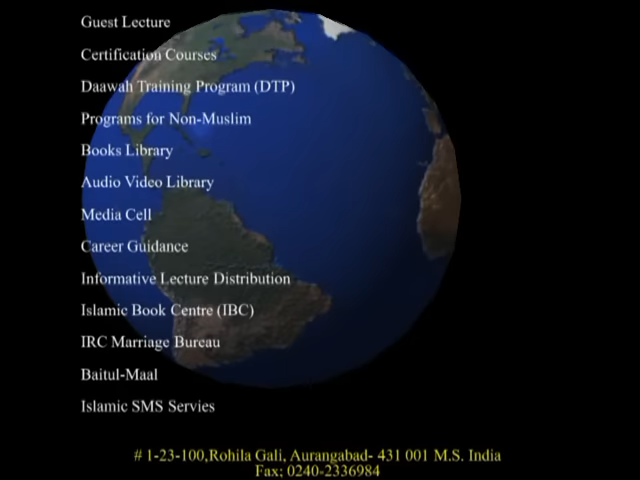 Guest Lecture
Certification Courses
Daawah Training Program (DTP)
Programs for Non-Muslim
Books Library
Audio Video Library
Media Cell
Career Guidance
Informative Lecture Distribution
Islamic Book Centre (IBC)
IRC Marriage Bureau
Baitul-Maal
Islamic SMS Servies
# 1-23-100,Rohila Gali, Aurangabad- 431 001 M.S. India
Fax; 0240-2336984